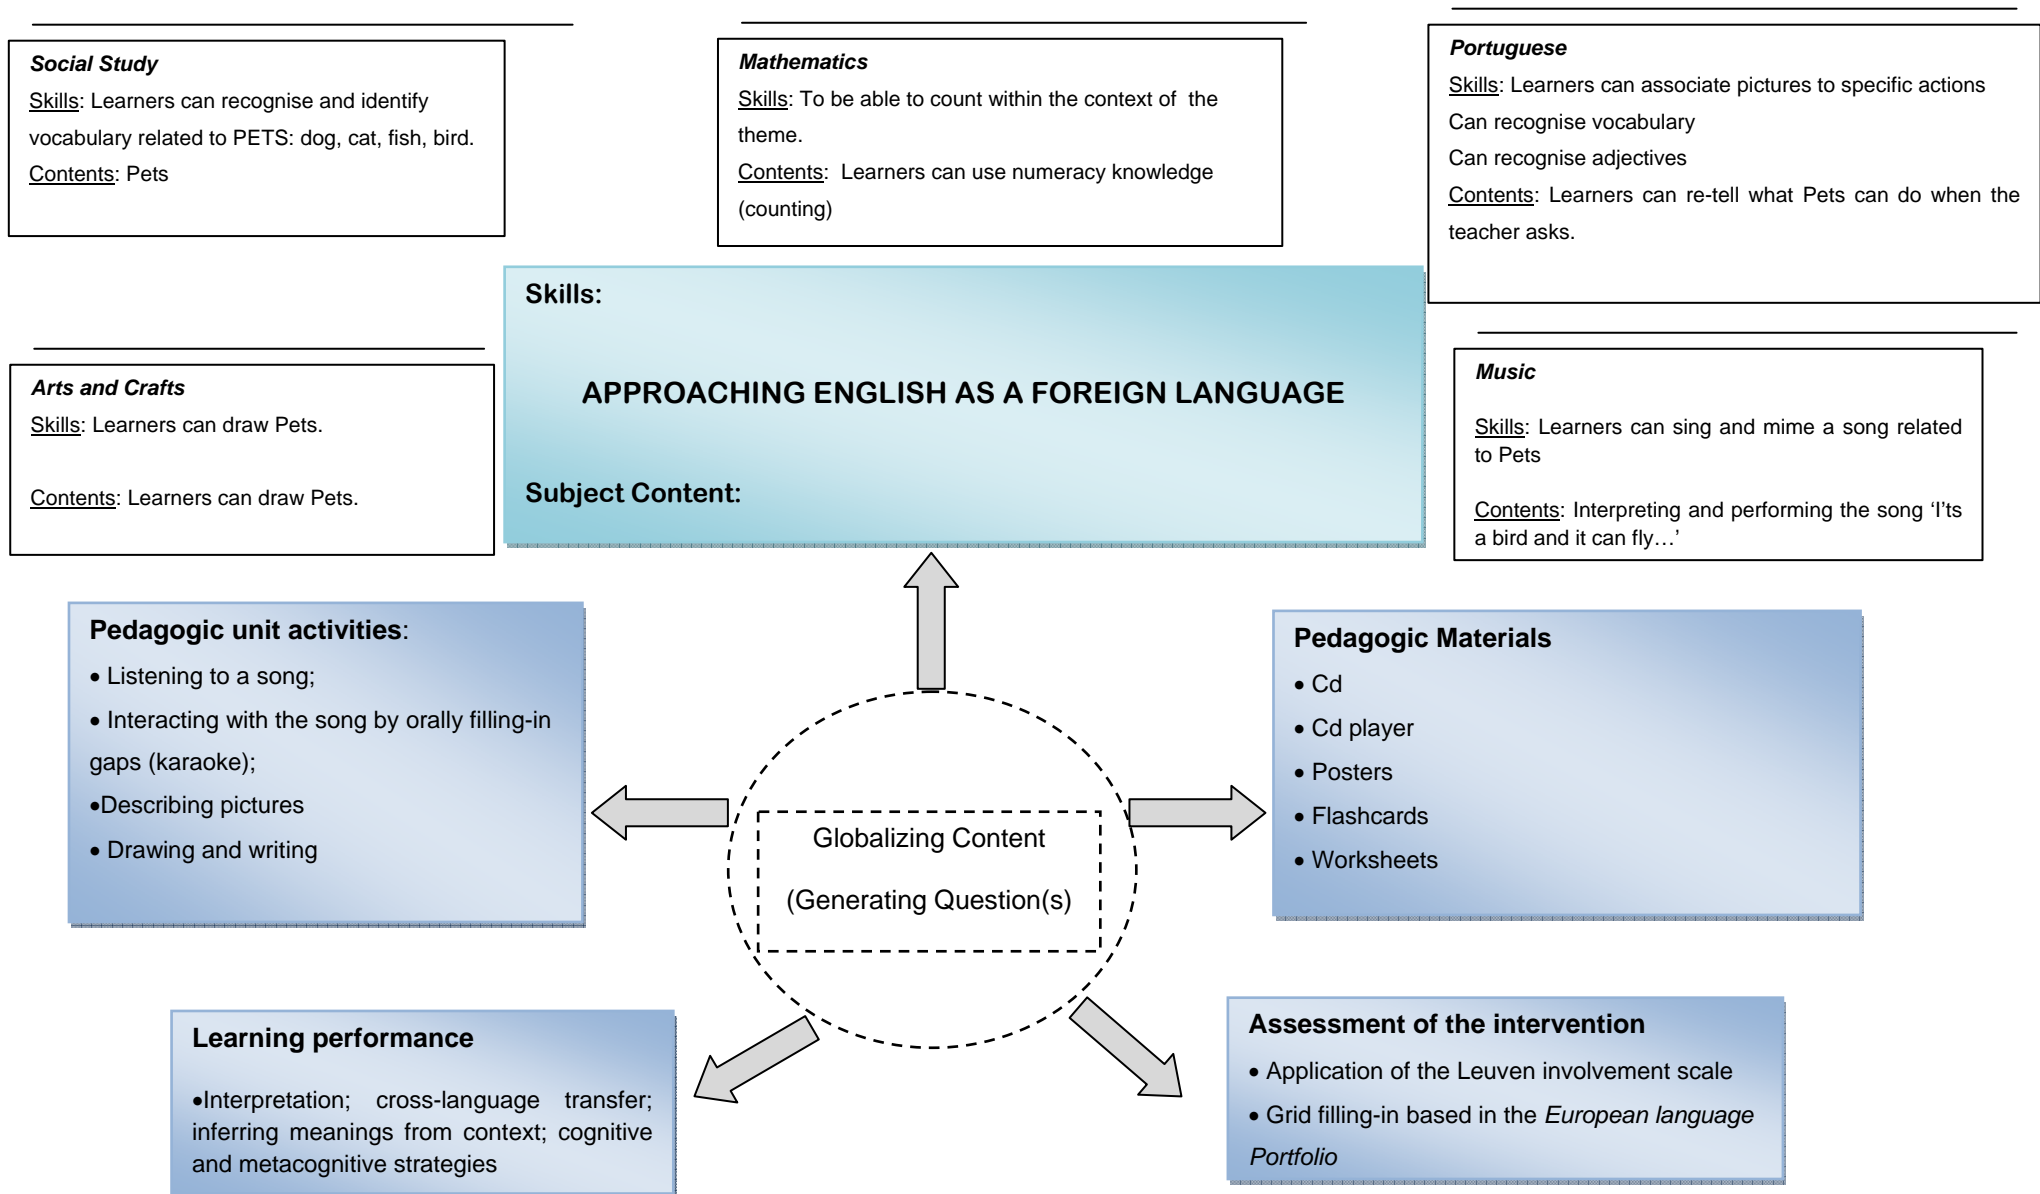 Social Study
Skills: Learners can recognise and identify
vocabulary related to PETS: dog, cat, fish, bird.
Contents: Pets
Mathematics
Skills: To be able to count within the context of the
theme.
Contents: Learners can use numeracy knowledge
(counting)
Portuguese
Skills: Learners can associate pictures to specific actions
Can recognise vocabulary
Can recognise adjectives
Contents: Learners can re-tell what Pets can do when the
teacher asks.
Arts and Crafts
Skills: Learners can draw Pets.
Contents: Learners can draw Pets.
Skills:
APPROACHING ENGLISH AS A FOREIGN LANGUAGE
Subject Content:
Music
Skills: Learners can sing and mime a song related
to Pets
Contents: Interpreting and performing the song ‘I’ts
a bird and it can fly…’
Pedagogic unit activities:
• Listening to a song;
• Interacting with the song by orally filling-in
gaps (karaoke);
•Describing pictures
• Drawing and writing
Globalizing Content
(Generating Question(s)
Pedagogic Materials
• Cd
• Cd player
• Posters
• Flashcards
• Worksheets
Learning performance
•Interpretation; cross-language transfer;
inferring meanings from context; cognitive
and metacognitive strategies
Assessment of the intervention
• Application of the Leuven involvement scale
• Grid filling-in based in the European language
Portfolio